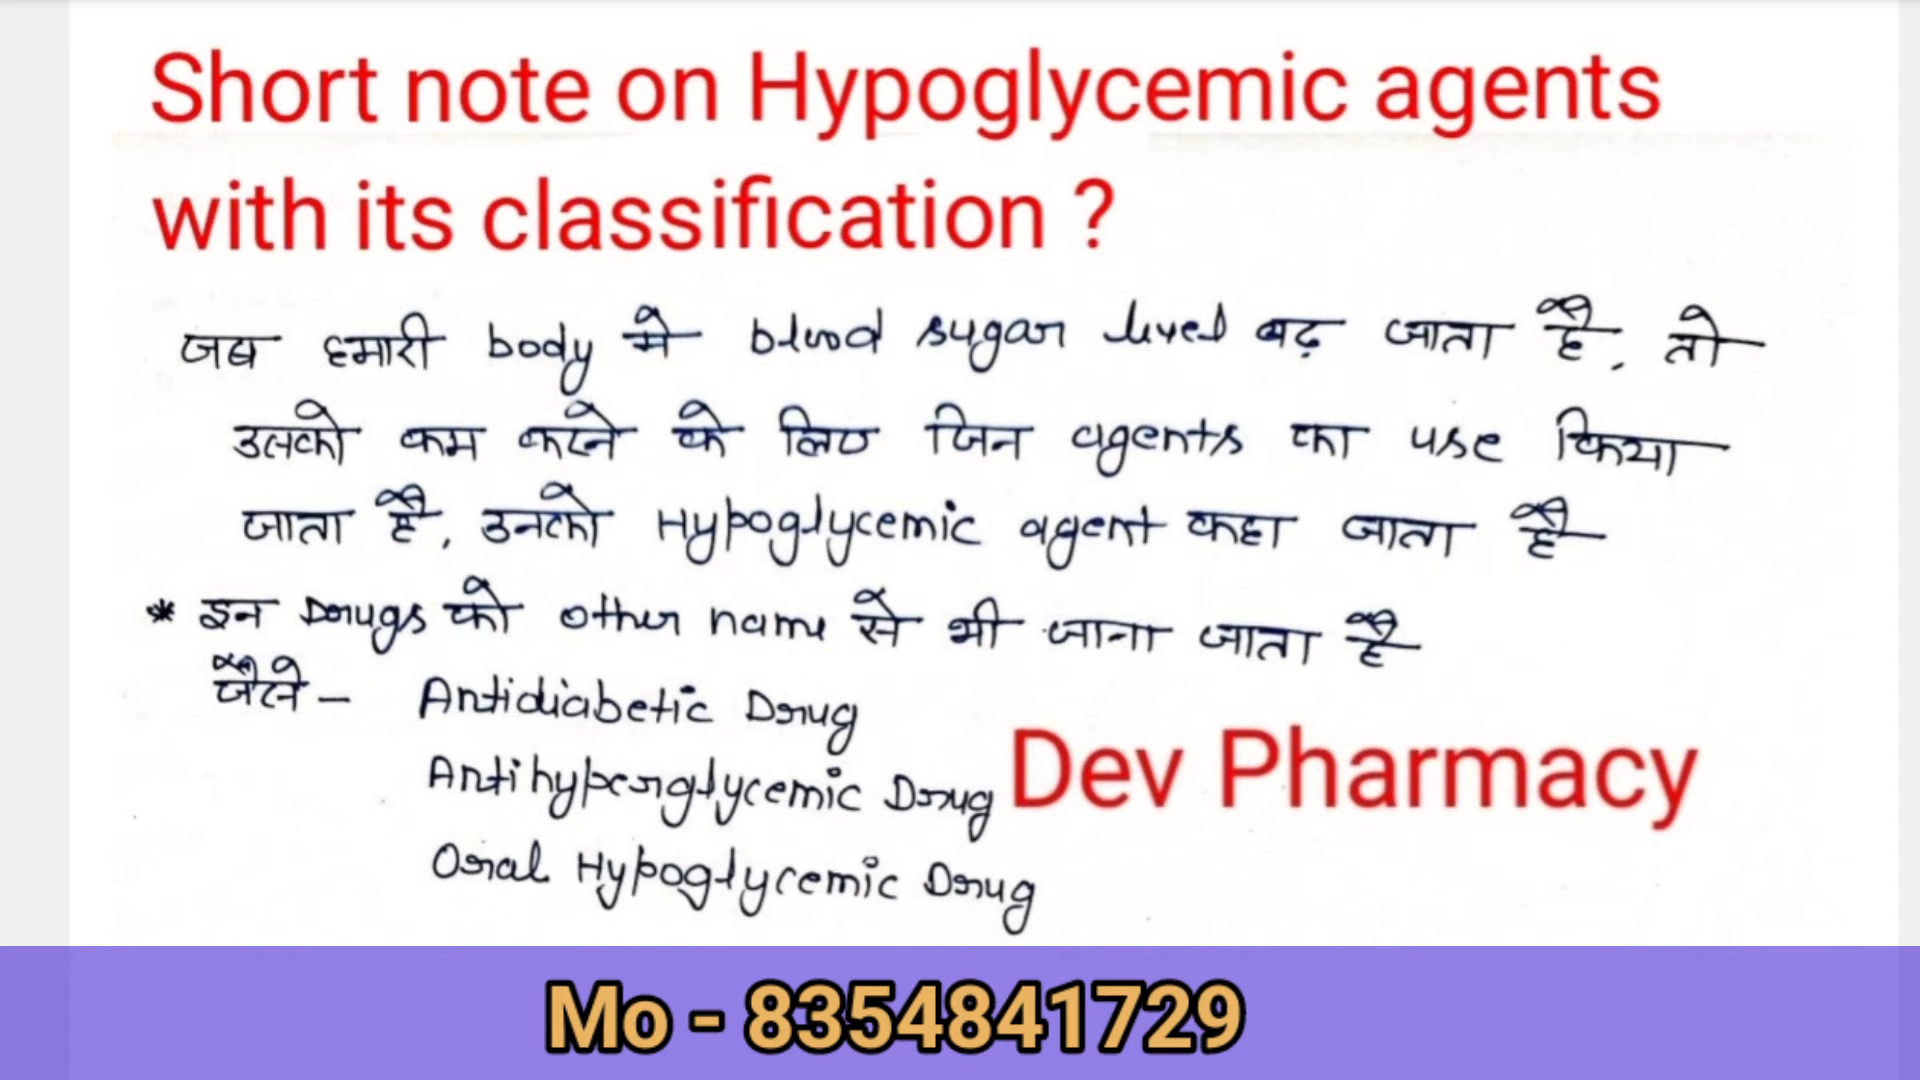 Short note on Hypoglycemic agents
with its classification ?
जब हमारी body मे blood sugar level बढ़ जाता है, तो
उसको कम करने के लिए जिन agents का use किया
जाता है, उनको Hypoglycemic agent कहा जाता है
* इन Drugs को other name से भी जाना जाता है
जैसे – Antidiabetic Drug
Antihyperglycemic Drug
Dev Pharmacy
Oral Hypoglycemic Drug
Mo - 8354841729